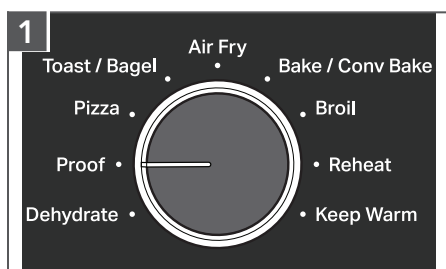 1
Air Fry
Toast / Bagel
Bake / Conv Bake
Pizza
Broil
Proof
Reheat
Dehydrate
Keep Warm